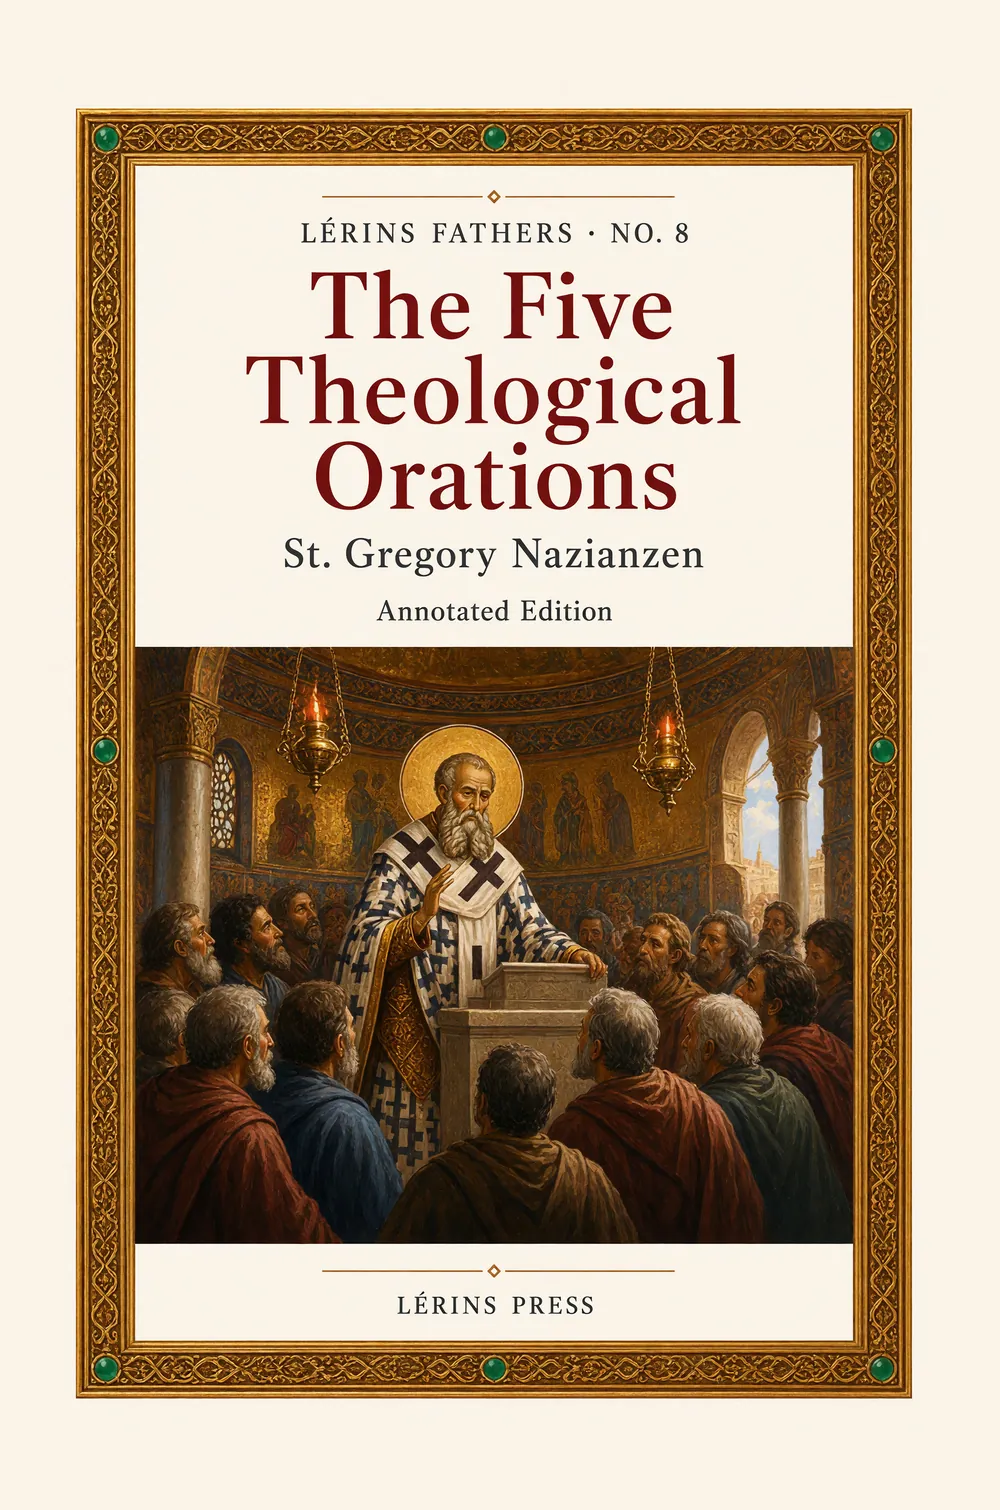 LÉRINS FATHERS · NO. 8
The Five
Theological
Orations
St. Gregory Nazianzen
Annotated Edition
LÉRINS PRESS